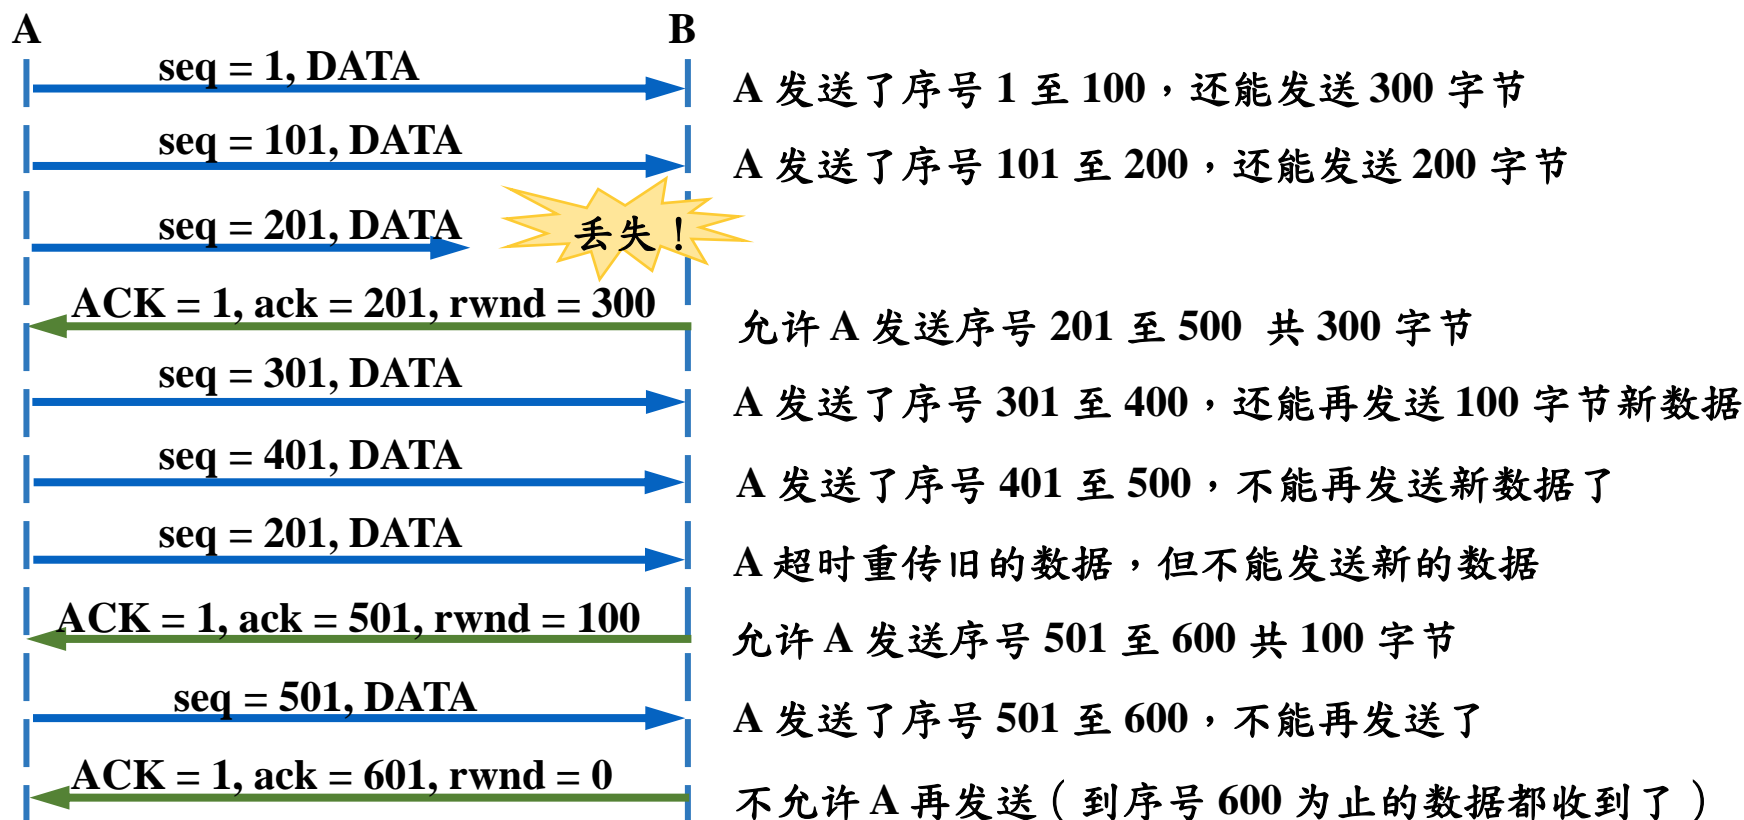 A B
seq = 1, DATA
A 发送了序号 1 至 100，还能发送 300 字节
seq = 101, DATA
A 发送了序号 101 至 200，还能发送 200 字节
seq = 201, DATA
丢失！
ACK = 1, ack = 201, rwnd = 300
允许 A 发送序号 201 至 500 共 300 字节
seq = 301, DATA
A 发送了序号 301 至 400，还能再发送 100 字节新数据
seq = 401, DATA
A 发送了序号 401 至 500，不能再发送新数据了
seq = 201, DATA
A 超时重传旧的数据，但不能发送新的数据
ACK = 1, ack = 501, rwnd = 100
允许 A 发送序号 501 至 600 共 100 字节
seq = 501, DATA
A 发送了序号 501 至 600，不能再发送了
ACK = 1, ack = 601, rwnd = 0
不允许 A 再发送（到序号 600 为止的数据都收到了）